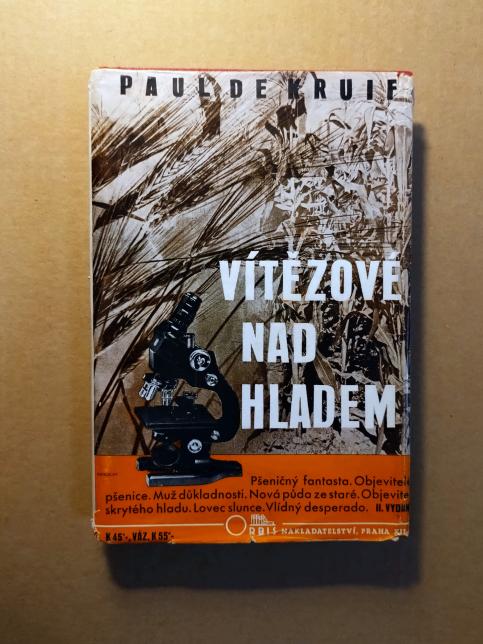 PAUL DE KRUIF
VÍTĚZOVÉ
NAD
HLADEM
Pšeničný fantasta. Objevitelé
pšenice. Muž důkladnosti. Nová půda ze staré. Objevitel
skrytého hladu. Lovec slunce. Vlídný desperado. II. VYDÁNÍ
ORBIS NAKLADATELSTVÍ, PRAHA XII
K 45'-, VÁZ. K 55'-